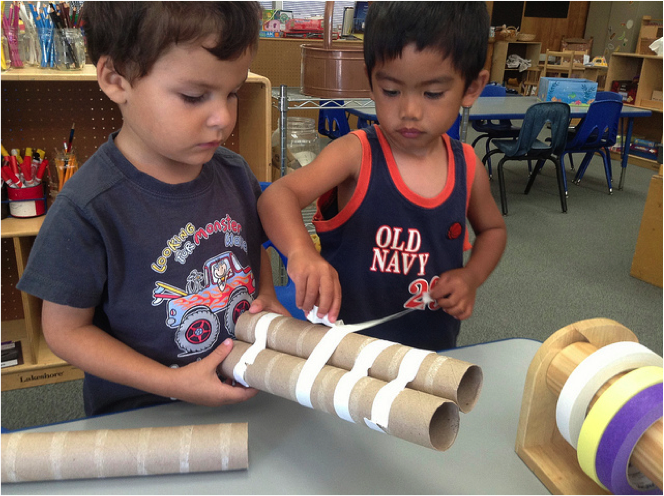 LOOKING
FOR MONSTER
OLD
NAVY
Lakeshore